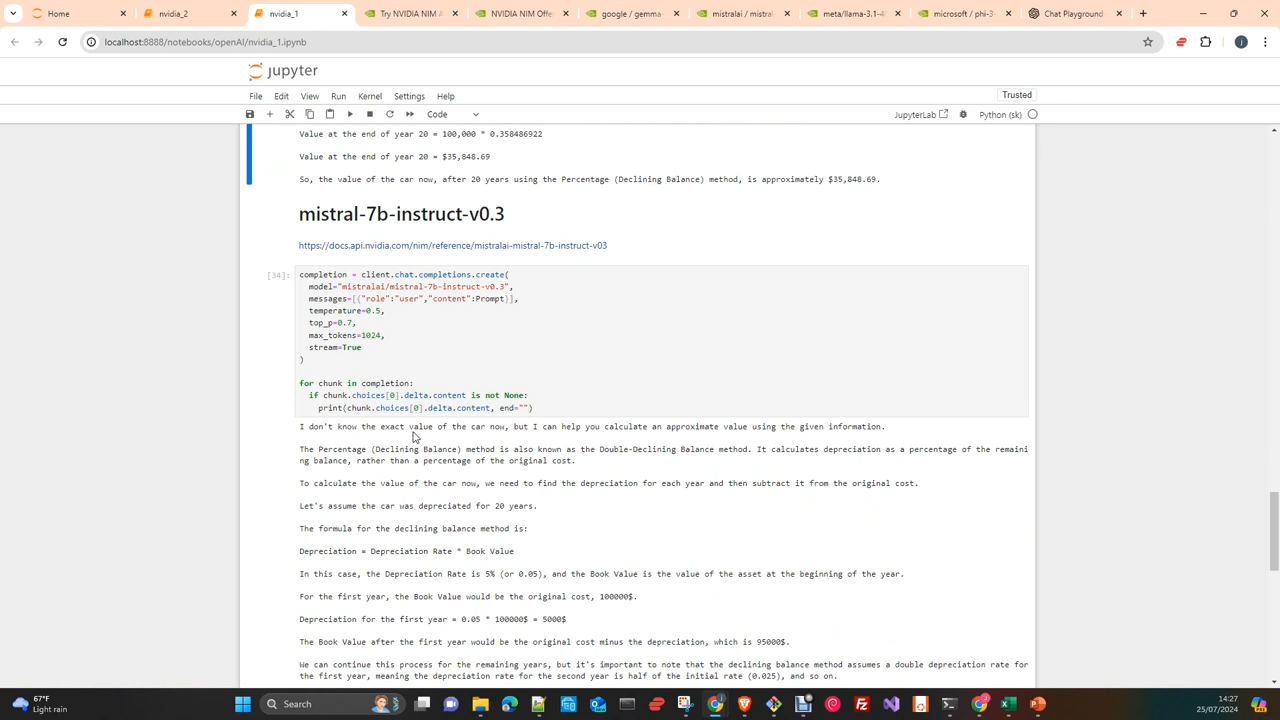 Home
nvidia_2
nvidia_1
Try NVIDIA NIM A
NVIDIA NIM Offe
google / gemma-
mistralai / mistral
meta/llama-3.1-4
microsoft / phi-3
Chat Playground
localhost:8888/notebooks/openAI/nvidia_1.ipynb
jupyter
File Edit View Run Kernel Settings Help
Trusted
Code
JupyterLab
Python (sk)
Value at the end of year 20 = 100,000 * 0.358486922
Value at the end of year 20 = $35,848.69
So, the value of the car now, after 20 years using the Percentage (Declining Balance) method, is approximately $35,848.69.
mistral-7b-instruct-v0.3
https://docs.api.nvidia.com/nim/reference/mistralai-mistral-7b-instruct-v03
[34]:
completion = client.chat.completions.create(
model="mistralai/mistral-7b-instruct-v0.3",
messages=[{"role":"user","content":Prompt}],
temperature=0.5,
top_p=0.7,
max_tokens=1024,
stream=True
)
for chunk in completion:
if chunk.choices[0].delta.content is not None:
print(chunk.choices[0].delta.content, end="")
I don't know the exact value of the car now, but I can help you calculate an approximate value using the given information.
The Percentage (Declining Balance) method is also known as the Double-Declining Balance method. It calculates depreciation as a percentage of the remaini
ng balance, rather than a percentage of the original cost.
To calculate the value of the car now, we need to find the depreciation for each year and then subtract it from the original cost.
Let's assume the car was depreciated for 20 years.
The formula for the declining balance method is:
Depreciation = Depreciation Rate * Book Value
In this case, the Depreciation Rate is 5% (or 0.05), and the Book Value is the value of the asset at the beginning of the year.
For the first year, the Book Value would be the original cost, 100000$.
Depreciation for the first year = 0.05 * 100000$ = 5000$
The Book Value after the first year would be the original cost minus the depreciation, which is 95000$.
We can continue this process for the remaining years, but it's important to note that the declining balance method assumes a double depreciation rate for
the first year, meaning the depreciation rate for the second year is half of the initial rate (0.025), and so on.
67°F
Light rain
Search
14:27
25/07/2024